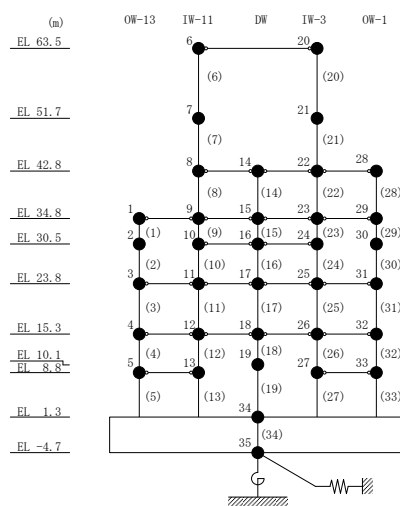 (m) OW-13 IW-11 DW IW-3 OW-1
EL 63.5 6 20
(6) (20)
EL 51.7 7 21
(7) (21)
EL 42.8 8 14 22 28
(8) (14) (22) (28)
EL 34.8 1 9 15 23 29
(1) (9) (15) (23) (29)
EL 30.5 2 10 16 24 30
(2) (10) (16) (24) (30)
EL 23.8 3 11 17 25 31
(3) (11) (17) (25) (31)
EL 15.3 4 12 18 26 32
(4) (12) (18) (26) (32)
EL 10.1 19
EL 8.8 5 13 27 33
(5) (13) (19) (27) (33)
EL 1.3 34
(34)
EL -4.7 35